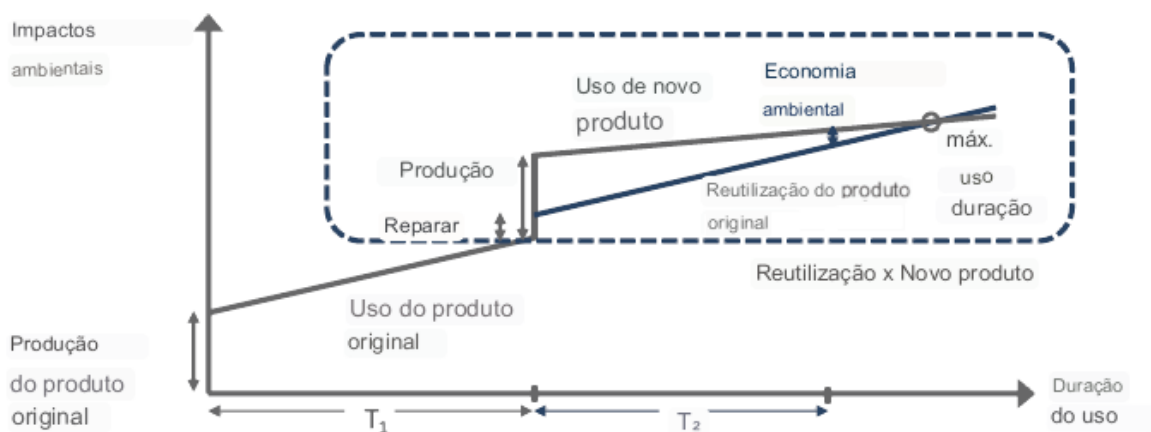 Impactos
ambientais
Economia
ambiental
Uso de novo
produto
máx.
uso
duração
Produção
Reutilização do produto
original
Reparar
Reutilização x Novo produto
Uso do produto
original
Produção
do produto
original
Duração
do uso
T₁
T₂